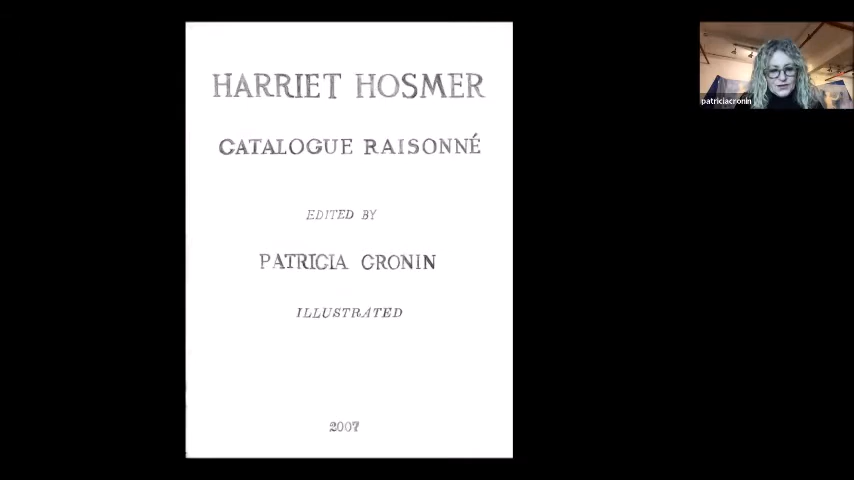 HARRIET HOSMER
CATALOGUE RAISONNÉ
EDITED BY
PATRICIA CRONIN
ILLUSTRATED
2007
patriciacronin